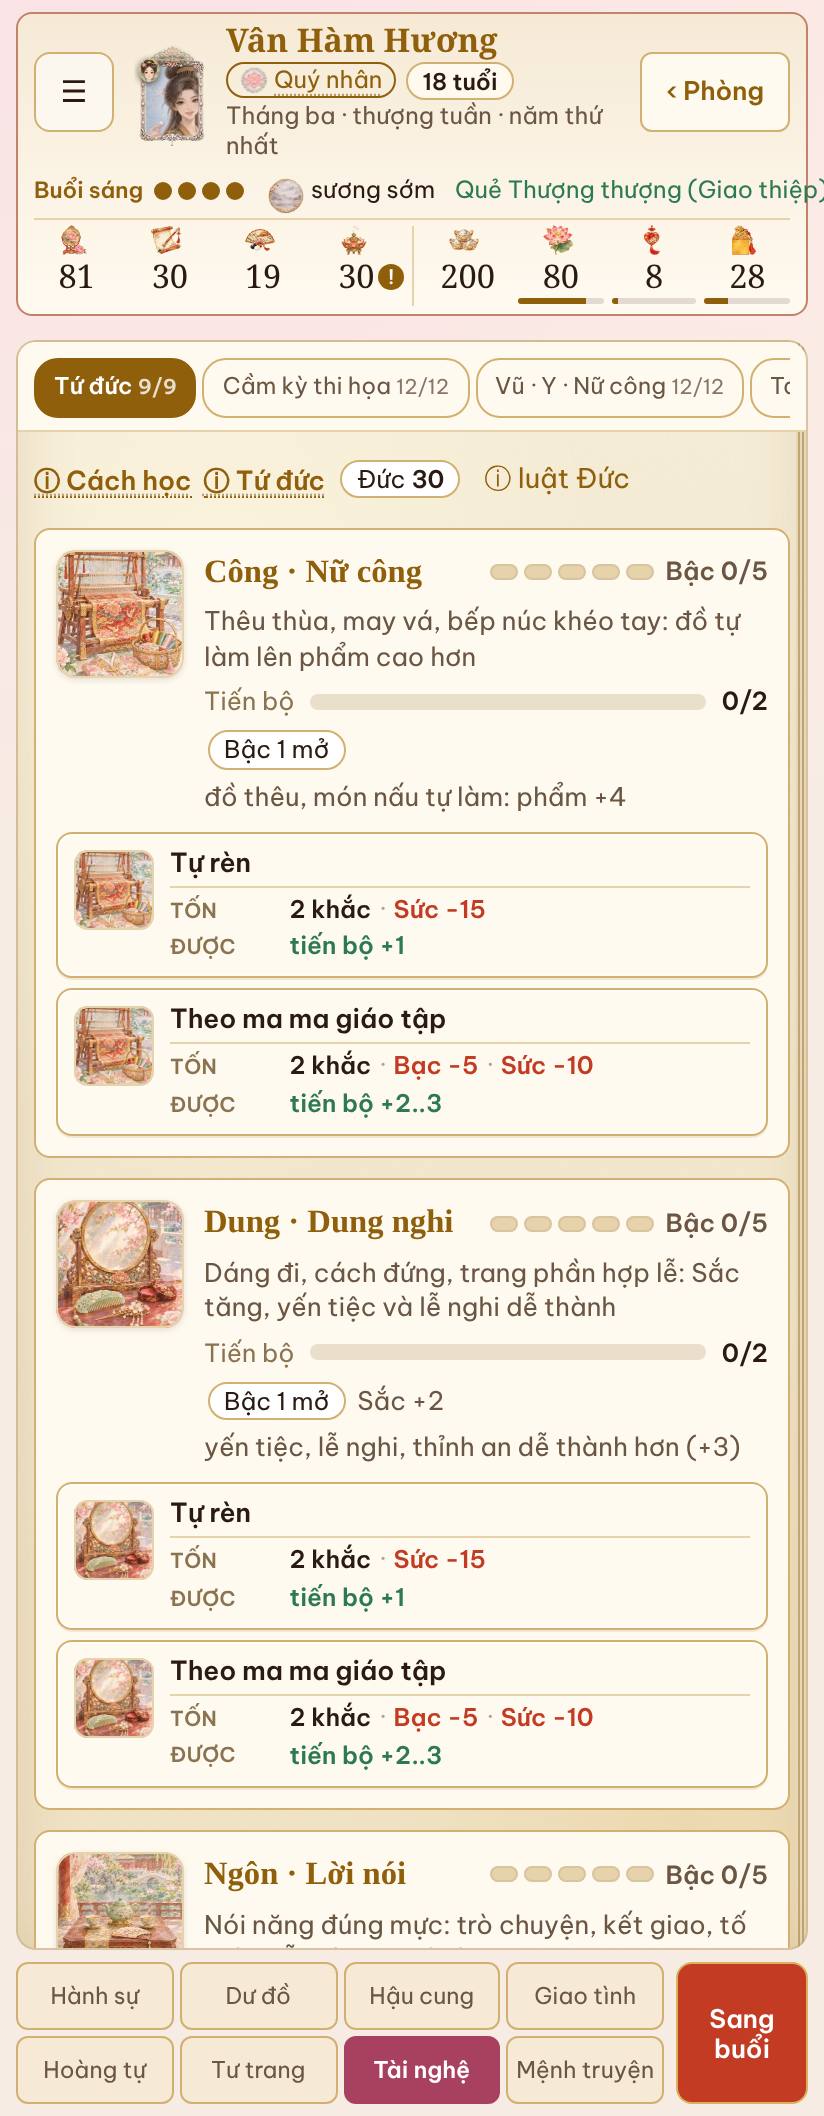 ☰
Vân Hàm Hương
Quý nhân 18 tuổi
Tháng ba · thượng tuần · năm thứ
nhất
‹ Phòng
Buổi sáng sương sớm Quẻ Thượng thượng (Giao thiệp)
81 30 19 30 ! 200 80 8 28
Tứ đức 9/9 Cầm kỳ thi họa 12/12 Vũ · Y · Nữ công 12/12
ⓘ Cách học ⓘ Tứ đức Đức 30 ⓘ luật Đức
Công · Nữ công Bậc 0/5
Thêu thùa, may vá, bếp núc khéo tay: đồ tự
làm lên phẩm cao hơn
Tiến bộ 0/2
Bậc 1 mở
đồ thêu, món nấu tự làm: phẩm +4
Tự rèn
TỐN 2 khắc · Sức -15
ĐƯỢC tiến bộ +1
Theo ma ma giáo tập
TỐN 2 khắc · Bạc -5 · Sức -10
ĐƯỢC tiến bộ +2..3
Dung · Dung nghi Bậc 0/5
Dáng đi, cách đứng, trang phần hợp lễ: Sắc
tăng, yến tiệc và lễ nghi dễ thành
Tiến bộ 0/2
Bậc 1 mở Sắc +2
yến tiệc, lễ nghi, thỉnh an dễ thành hơn (+3)
Tự rèn
TỐN 2 khắc · Sức -15
ĐƯỢC tiến bộ +1
Theo ma ma giáo tập
TỐN 2 khắc · Bạc -5 · Sức -10
ĐƯỢC tiến bộ +2..3
Ngôn · Lời nói Bậc 0/5
Nói năng đúng mực: trò chuyện, kết giao, tố
Hành sự Dư đồ Hậu cung Giao tình
Sang
buổi
Hoàng tự Tư trang Tài nghệ Mệnh truyện